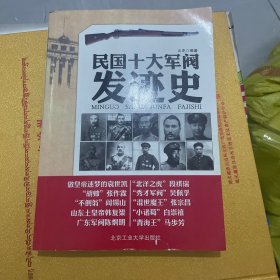 民国十大军阀
发迹史
MINGUO SHIDA JUNFA FAJISHI
做皇帝迷梦的袁世凯 “北洋之虎”段祺瑞
张作霖 “秀才军阀”吴佩孚
“不倒翁”阎锡山 “混世魔王”张宗昌
山东土皇帝韩复榘 “小诸葛”白崇禧
广东军阀陈炯明 “青海王”马步芳
北京工业大学出版社